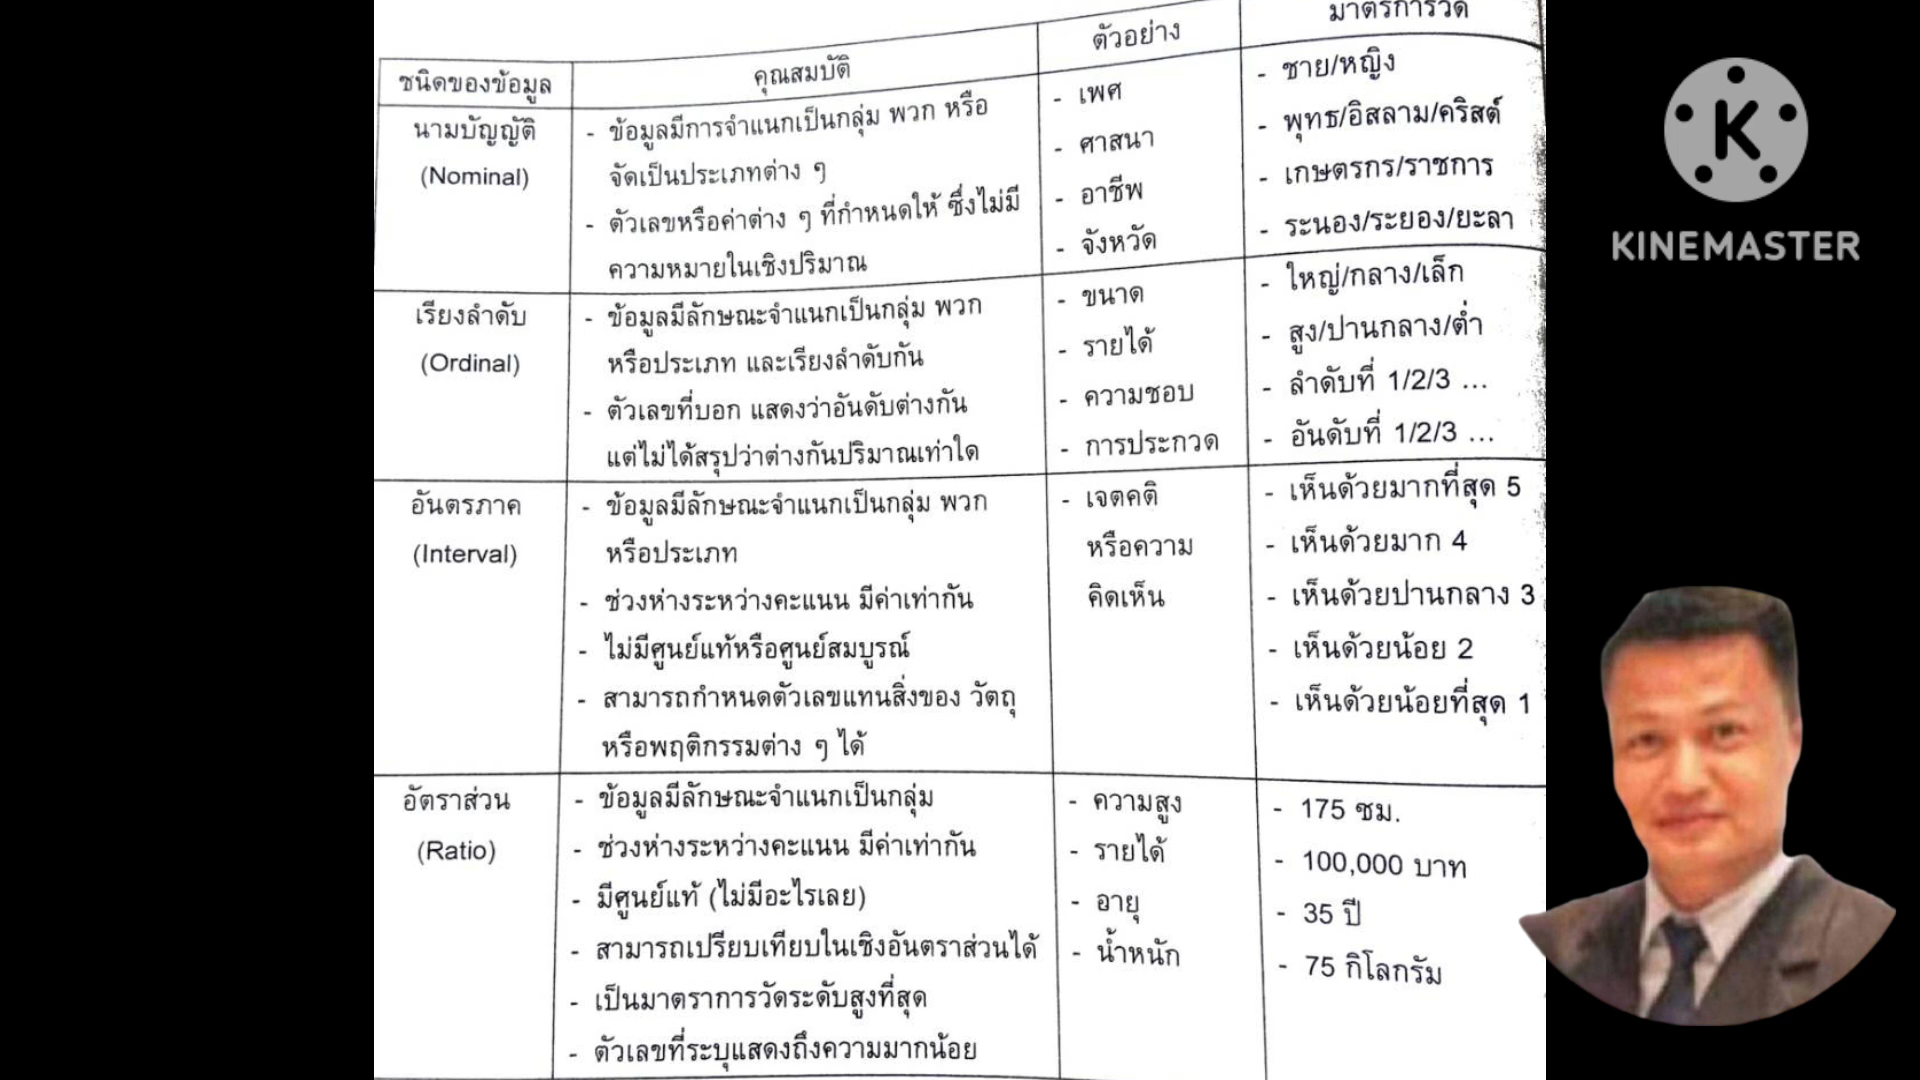 ชนิดของข้อมูล คุณสมบัติ ตัวอย่าง มาตรการวัด
นามบัญญัติ
(Nominal)
- ข้อมูลมีการจำแนกเป็นกลุ่ม พวก หรือ
จัดเป็นประเภทต่าง ๆ
- ตัวเลขหรือค่าต่าง ๆ ที่กำหนดให้ ซึ่งไม่มี
ความหมายในเชิงปริมาณ
- เพศ
- ศาสนา
- อาชีพ
- จังหวัด
- ชาย/หญิง
- พุทธ/อิสลาม/คริสต์
- เกษตรกร/ราชการ
- ระนอง/ระยอง/ยะลา
เรียงลำดับ
(Ordinal)
- ข้อมูลมีลักษณะจำแนกเป็นกลุ่ม พวก
หรือประเภท และเรียงลำดับกัน
- ตัวเลขที่บอก แสดงว่าอันดับต่างกัน
แต่ไม่ได้สรุปว่าต่างกันปริมาณเท่าใด
- ขนาด
- รายได้
- ความชอบ
- การประกวด
- ใหญ่/กลาง/เล็ก
- สูง/ปานกลาง/ต่ำ
- ลำดับที่ 1/2/3 ...
- อันดับที่ 1/2/3 ...
อันตรภาค
(Interval)
- ข้อมูลมีลักษณะจำแนกเป็นกลุ่ม พวก
หรือประเภท
- ช่วงห่างระหว่างคะแนน มีค่าเท่ากัน
- ไม่มีศูนย์แท้หรือศูนย์สมบูรณ์
- สามารถกำหนดตัวเลขแทนสิ่งของ วัตถุ
หรือพฤติกรรมต่าง ๆ ได้
- เจตคติ
หรือความ
คิดเห็น
- เห็นด้วยมากที่สุด 5
- เห็นด้วยมาก 4
- เห็นด้วยปานกลาง 3
- เห็นด้วยน้อย 2
- เห็นด้วยน้อยที่สุด 1
อัตราส่วน
(Ratio)
- ข้อมูลมีลักษณะจำแนกเป็นกลุ่ม
- ช่วงห่างระหว่างคะแนน มีค่าเท่ากัน
- มีศูนย์แท้ (ไม่มีอะไรเลย)
- สามารถเปรียบเทียบในเชิงอันตราส่วนได้
- เป็นมาตราการวัดระดับสูงที่สุด
- ตัวเลขที่ระบุแสดงถึงความมากน้อย
- ความสูง
- รายได้
- อายุ
- น้ำหนัก
- 175 ซม.
- 100,000 บาท
- 35 ปี
- 75 กิโลกรัม
K
KINEMASTER